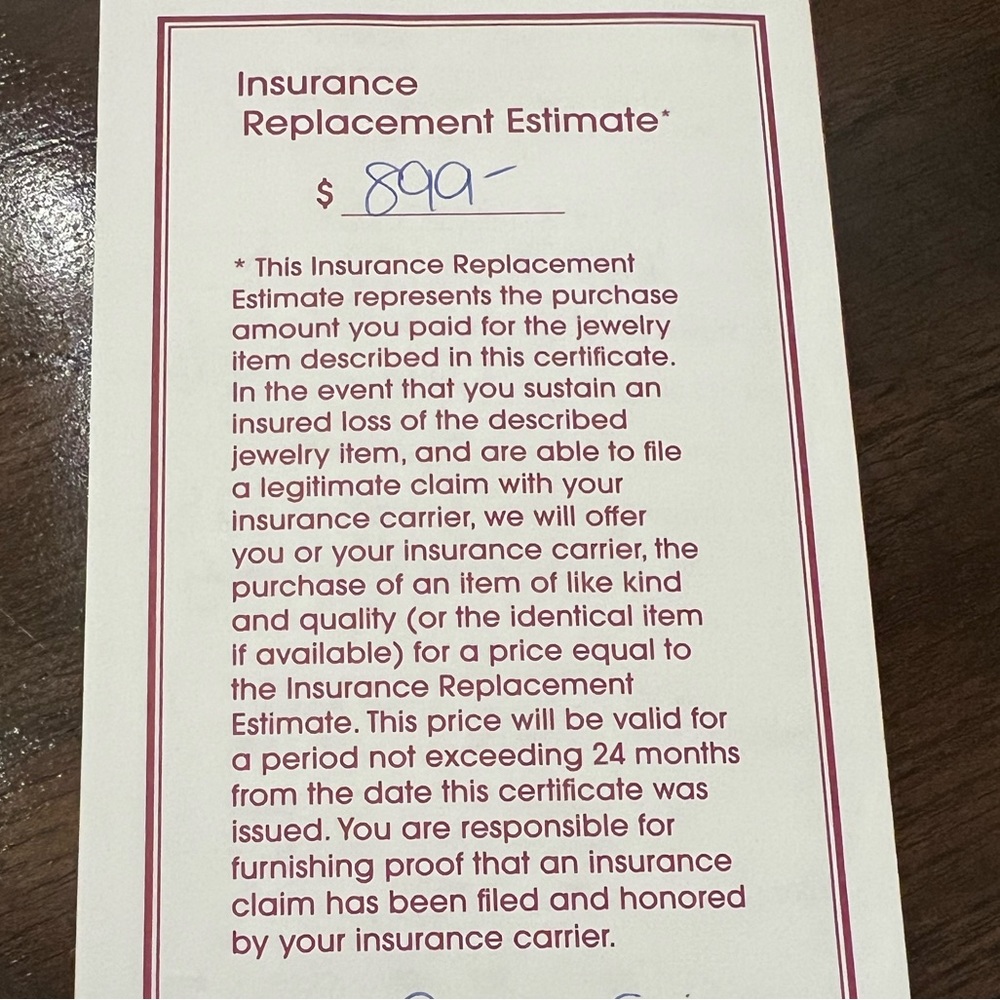 Insurance
Replacement Estimate*
$ 899-
* This Insurance Replacement
Estimate represents the purchase
amount you paid for the jewelry
item described in this certificate.
In the event that you sustain an
insured loss of the described
jewelry item, and are able to file
a legitimate claim with your
insurance carrier, we will offer
you or your insurance carrier, the
purchase of an item of like kind
and quality (or the identical item
if available) for a price equal to
the Insurance Replacement
Estimate. This price will be valid for
a period not exceeding 24 months
from the date this certificate was
issued. You are responsible for
furnishing proof that an insurance
claim has been filed and honored
by your insurance carrier.